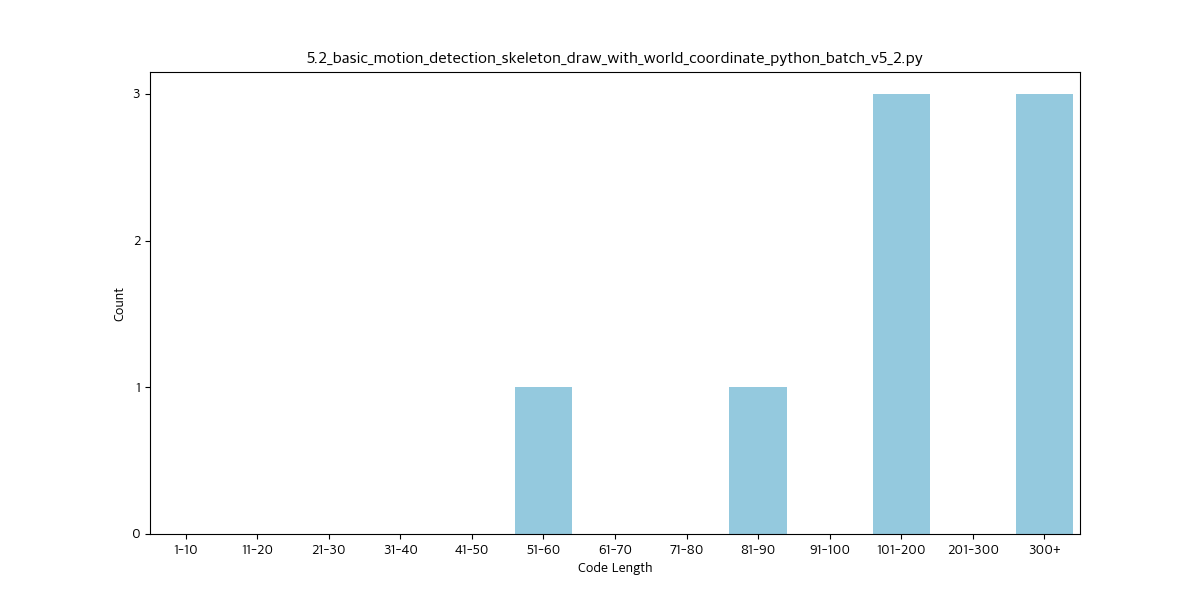 5.2_basic_motion_detection_skeleton_draw_with_world_coordinate_python_batch_v5_2.py
3
2
1
0
Count
1-10 11-20 21-30 31-40 41-50 51-60 61-70 71-80 81-90 91-100 101-200 201-300 300+
Code Length